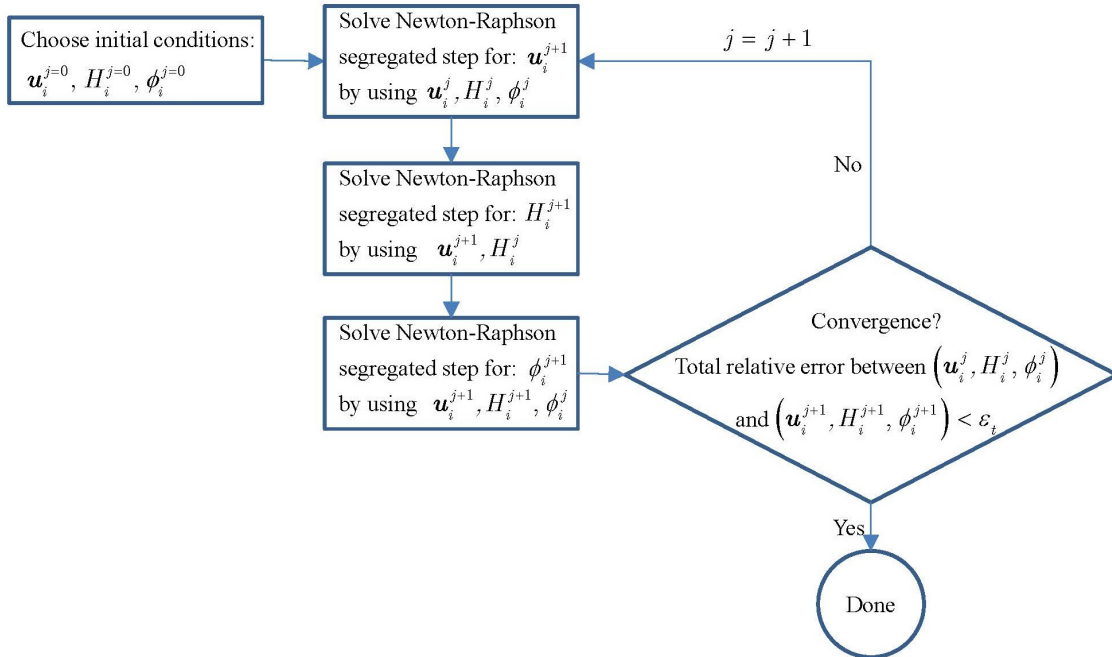 Choose initial conditions:
𝒖_i^{j=0}, H_i^{j=0}, ϕ_i^{j=0}
Solve Newton-Raphson
segregated step for: 𝒖_i^{j+1}
by using 𝒖_i^j, H_i^j, ϕ_i^j
j = j + 1
No
Solve Newton-Raphson
segregated step for: H_i^{j+1}
by using 𝒖_i^{j+1}, H_i^j
Solve Newton-Raphson
segregated step for: ϕ_i^{j+1}
by using 𝒖_i^{j+1}, H_i^{j+1}, ϕ_i^j
Convergence?
Total relative error between (𝒖_i^j, H_i^j, ϕ_i^j)
and (𝒖_i^{j+1}, H_i^{j+1}, ϕ_i^{j+1}) < ε_t
Yes
Done